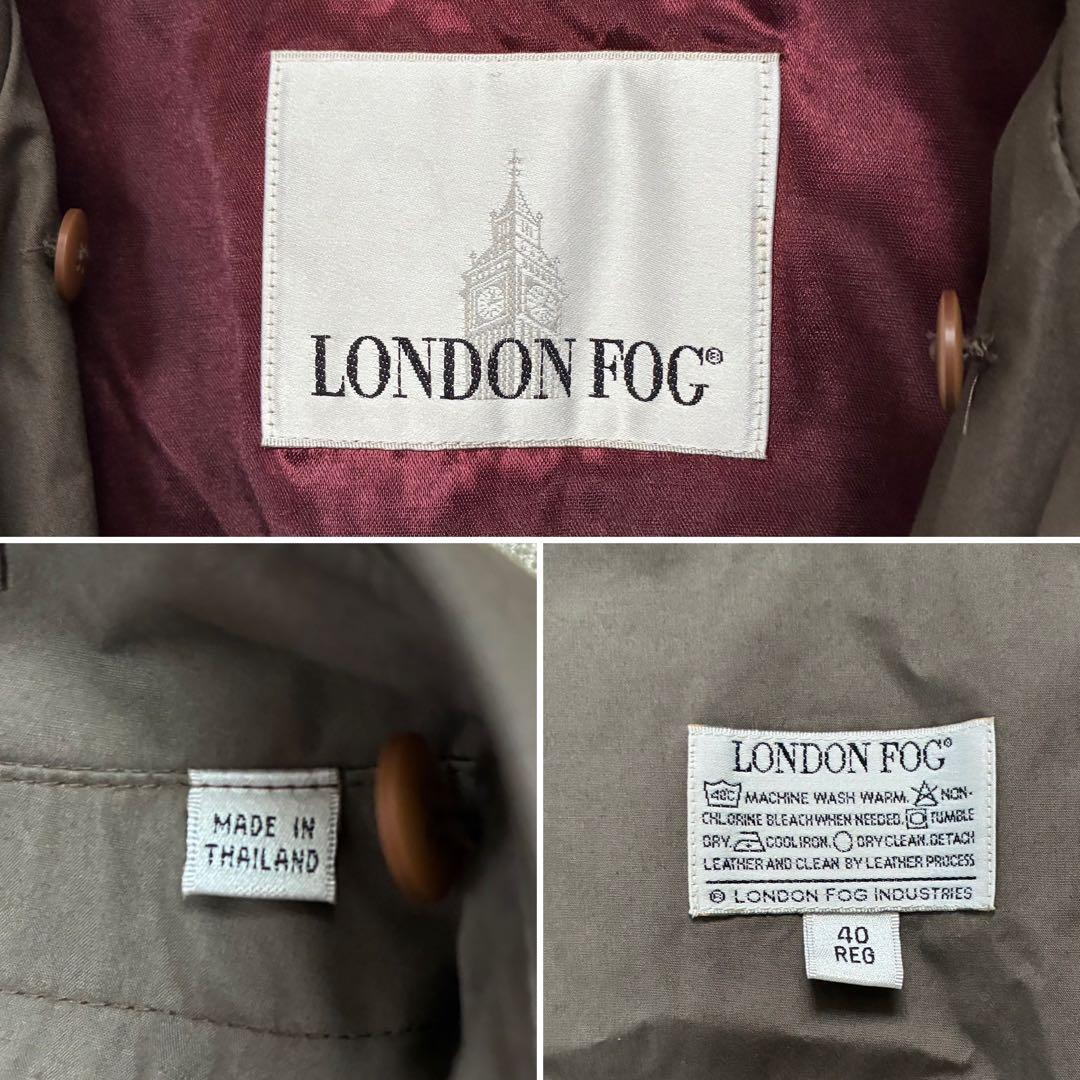 LONDON FOG®
MADE IN
THAILAND
LONDON FOG®
40C MACHINE WASH WARM. NON-
CHLORINE BLEACH WHEN NEEDED. TUMBLE
DRY. COOL IRON. DRY CLEAN. DETACH
LEATHER AND CLEAN BY LEATHER PROCESS
® LONDON FOG INDUSTRIES
40
REG